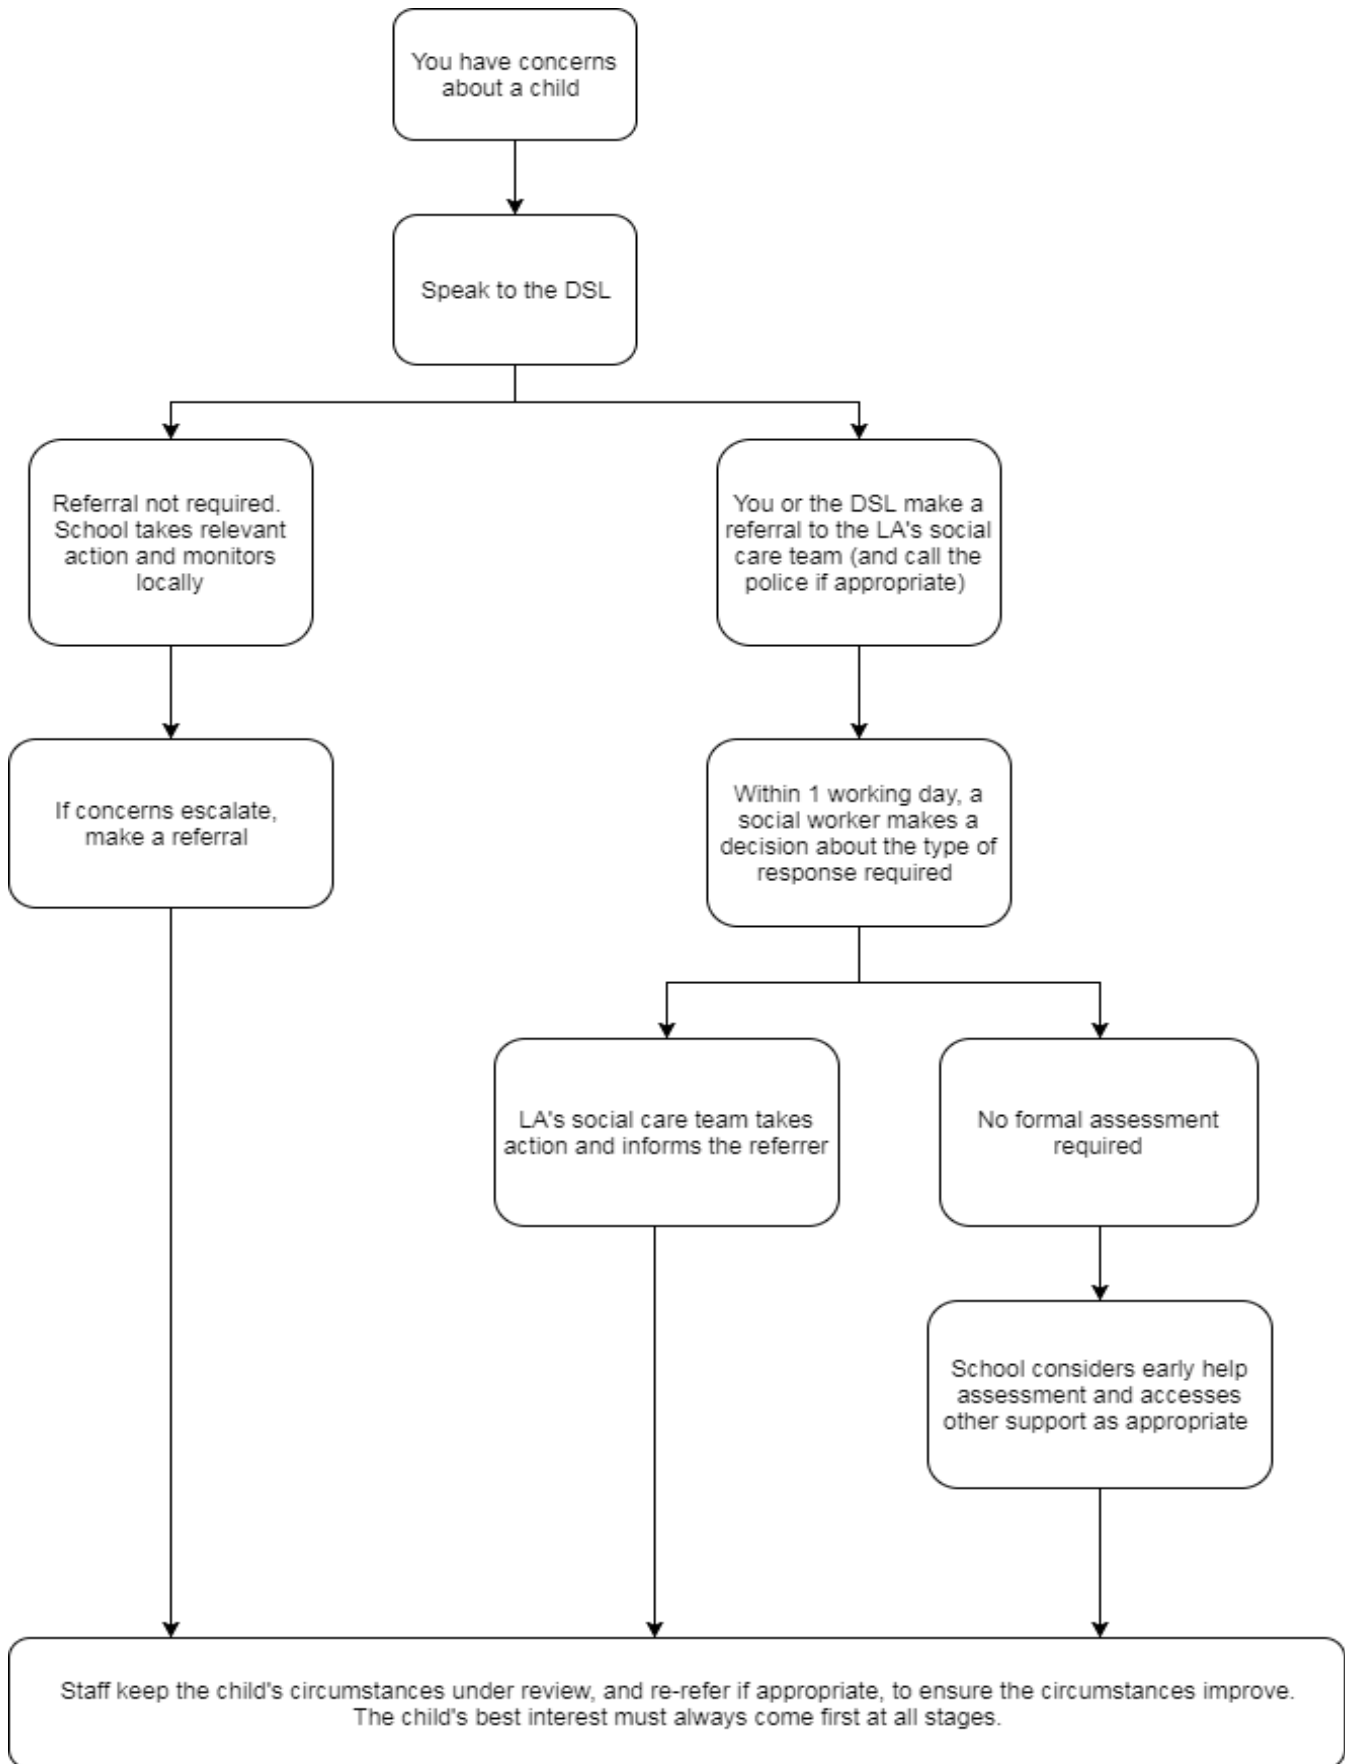 You have concerns
about a child
Speak to the DSL
Referral not required.
School takes relevant
action and monitors
locally
You or the DSL make a
referral to the LA's social
care team (and call the
police if appropriate)
If concerns escalate,
make a referral
Within 1 working day, a
social worker makes a
decision about the type of
response required
LA's social care team takes
action and informs the referrer
No formal assessment
required
School considers early help
assessment and accesses
other support as appropriate
Staff keep the child's circumstances under review, and re-refer if appropriate, to ensure the circumstances improve.
The child's best interest must always come first at all stages.